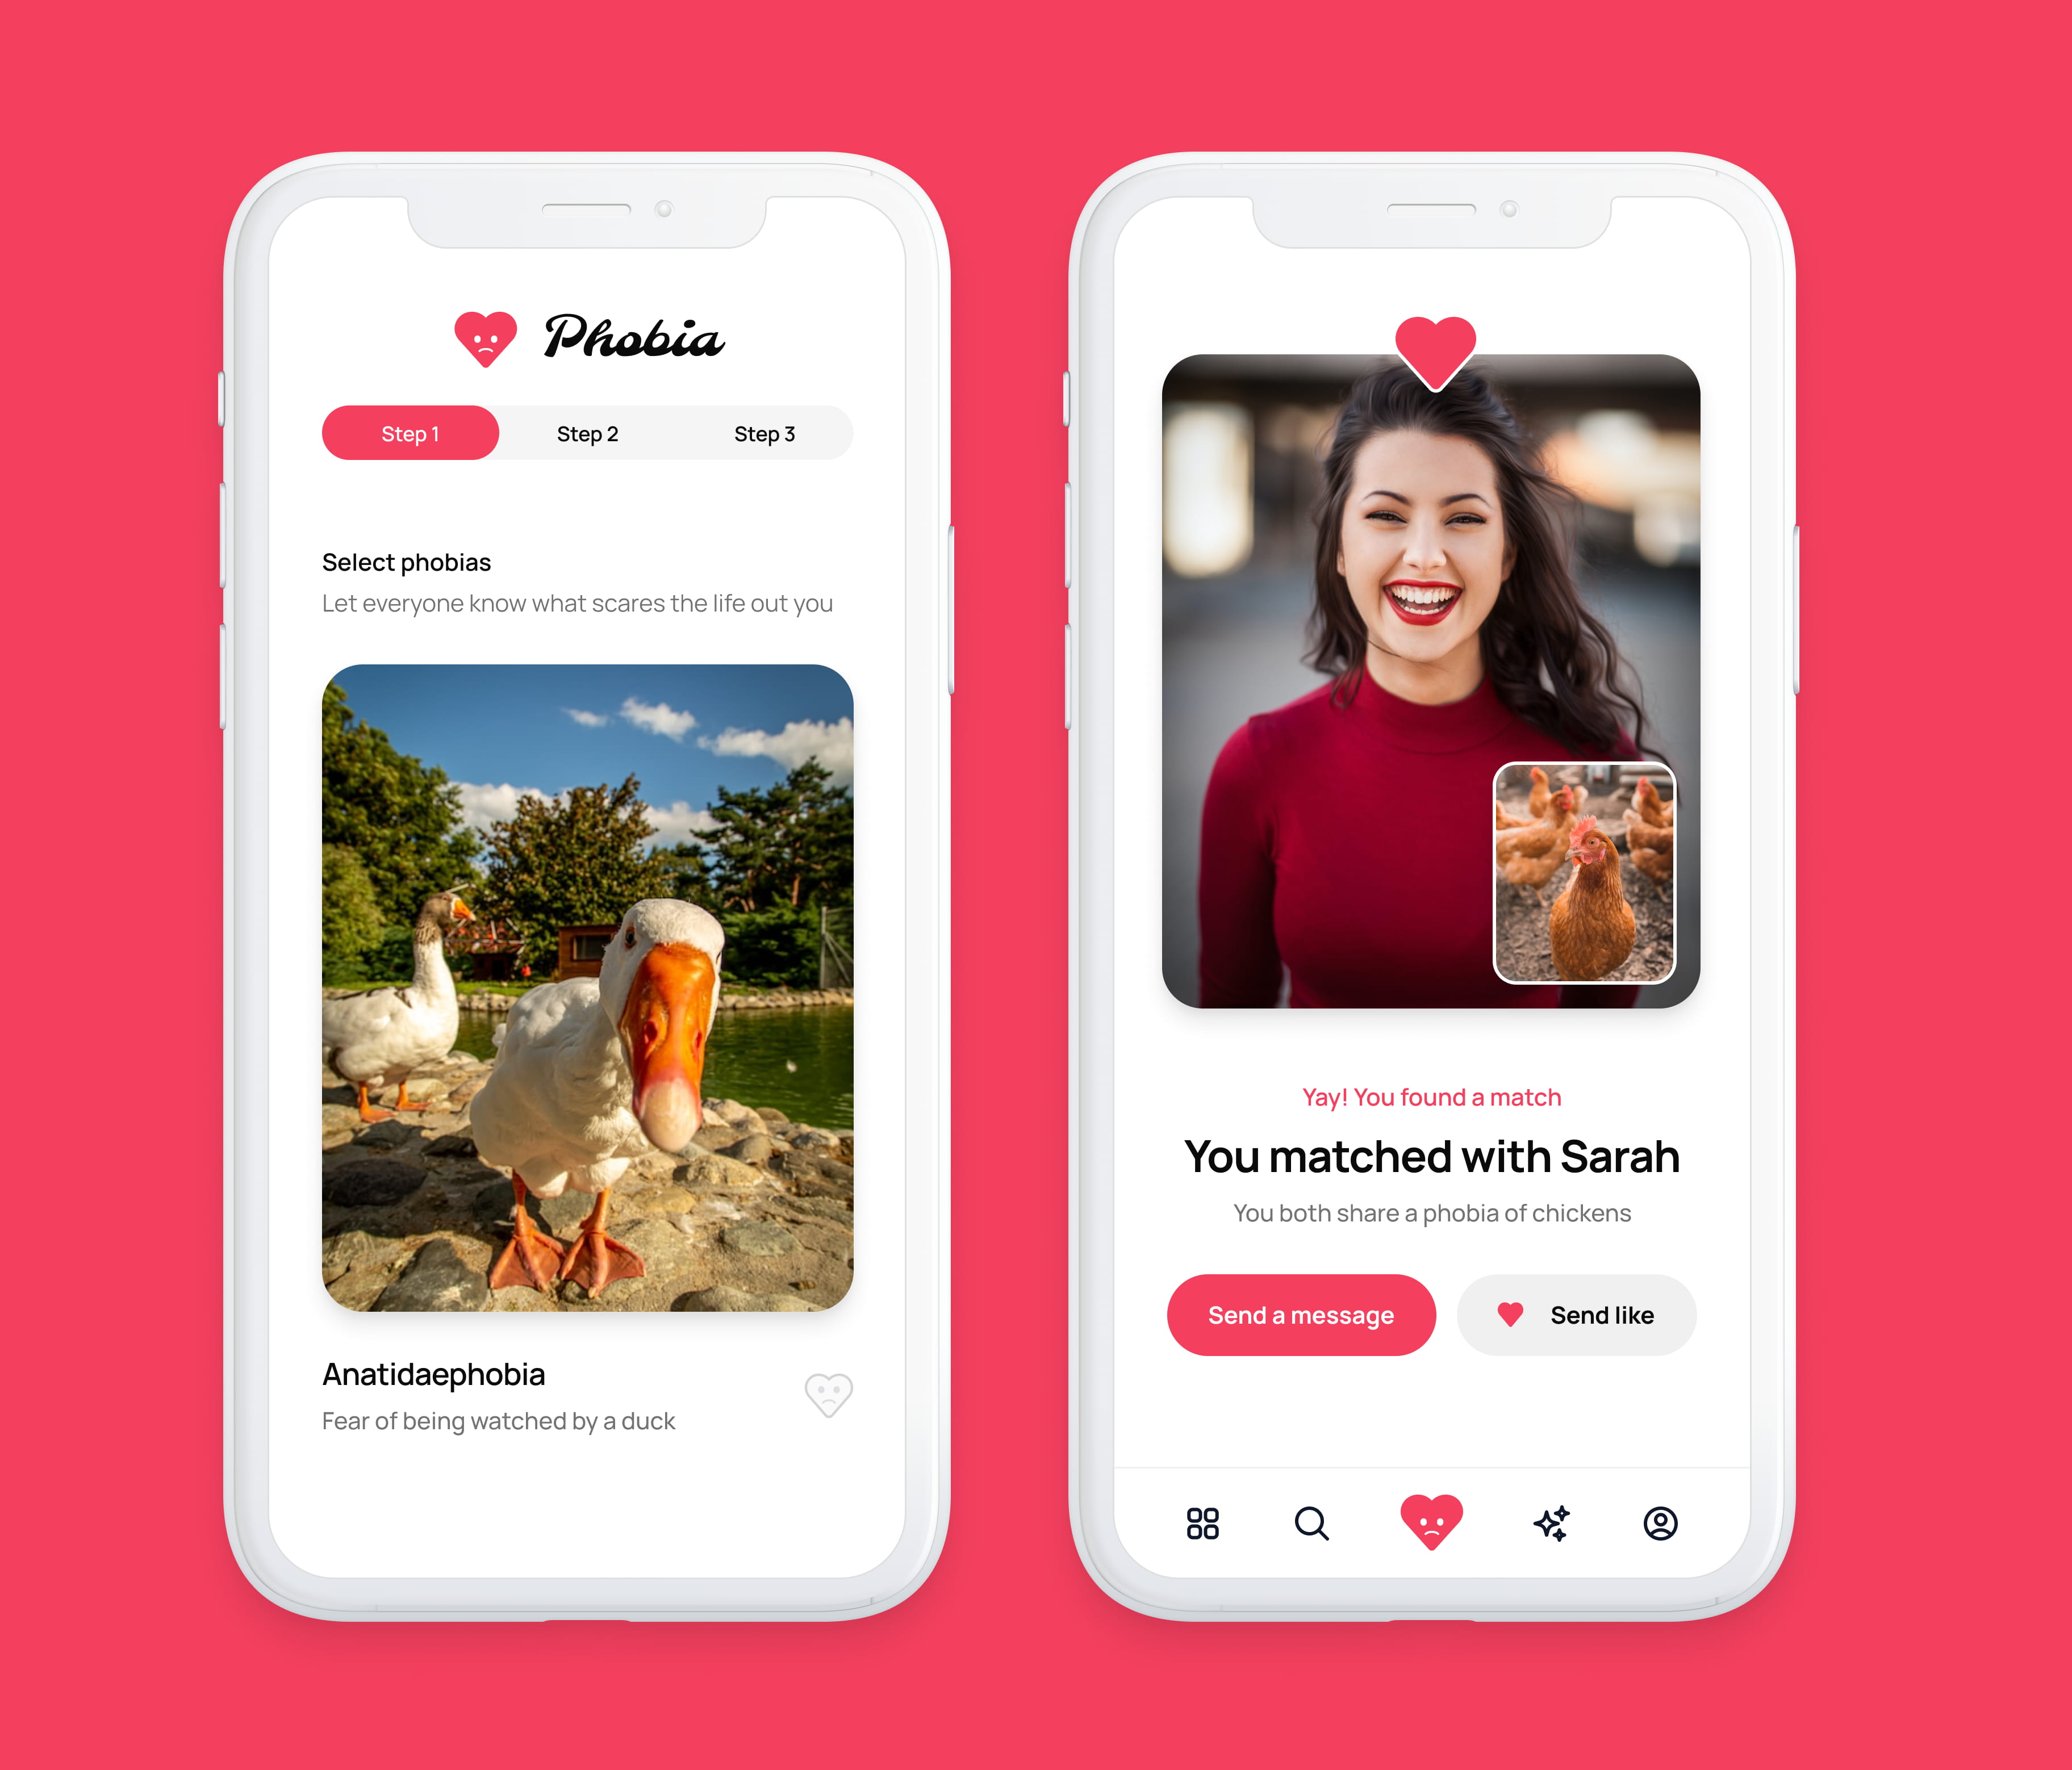 Phobia
Step 1 Step 2 Step 3
Select phobias
Let everyone know what scares the life out you
Anatidaephobia
Fear of being watched by a duck
Yay! You found a match
You matched with Sarah
You both share a phobia of chickens
Send a message
Send like